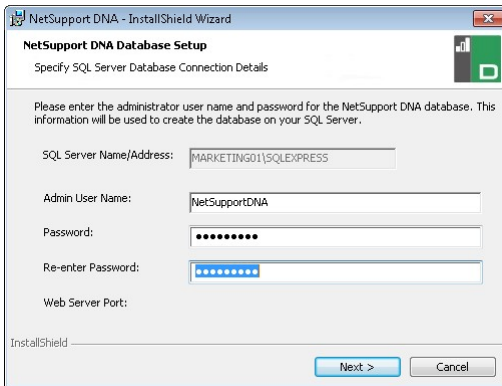 NetSupport DNA - InstallShield Wizard
NetSupport DNA Database Setup
Specify SQL Server Database Connection Details
D
Please enter the administrator user name and password for the NetSupport DNA database. This
information will be used to create the database on your SQL Server.
SQL Server Name/Address: MARKETING01\SQLEXPRESS
Admin User Name: NetSupportDNA
Password: •••••••••
Re-enter Password: •••••••••
Web Server Port:
InstallShield
Next > Cancel